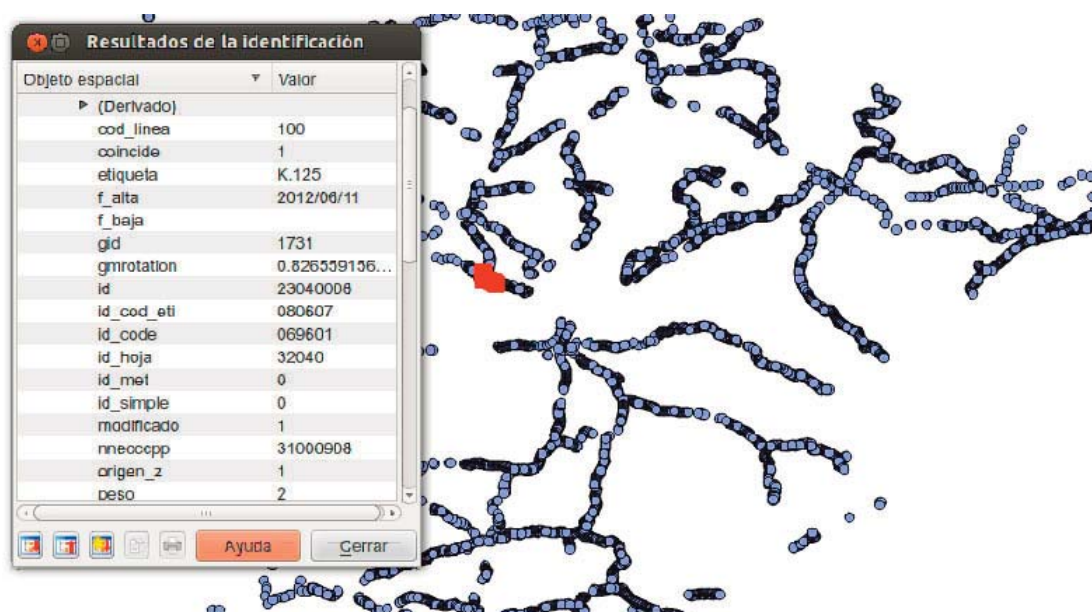 Resultados de la identificación
Objeto espacial Valor
(Derivado)
cod_linea 100
coincide 1
etiqueta K.125
f_alta 2012/06/11
f_baja
gid 1731
gmrotation 0.826559156...
id 23040008
id_cod_eti 080607
id_code 069601
id_hoja 32040
id_met 0
id_simple 0
modificado 1
nneoccpp 31000908
origen_z 1
peso 2
Ayuda Cerrar